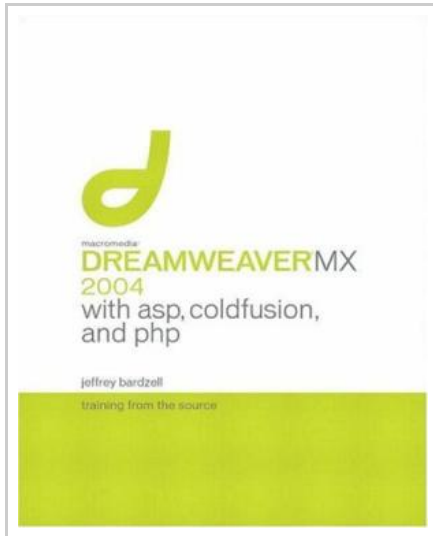 macromedia®
DREAMWEAVERMX
2004
with asp, coldfusion,
and php
jeffrey bardzell
training from the source